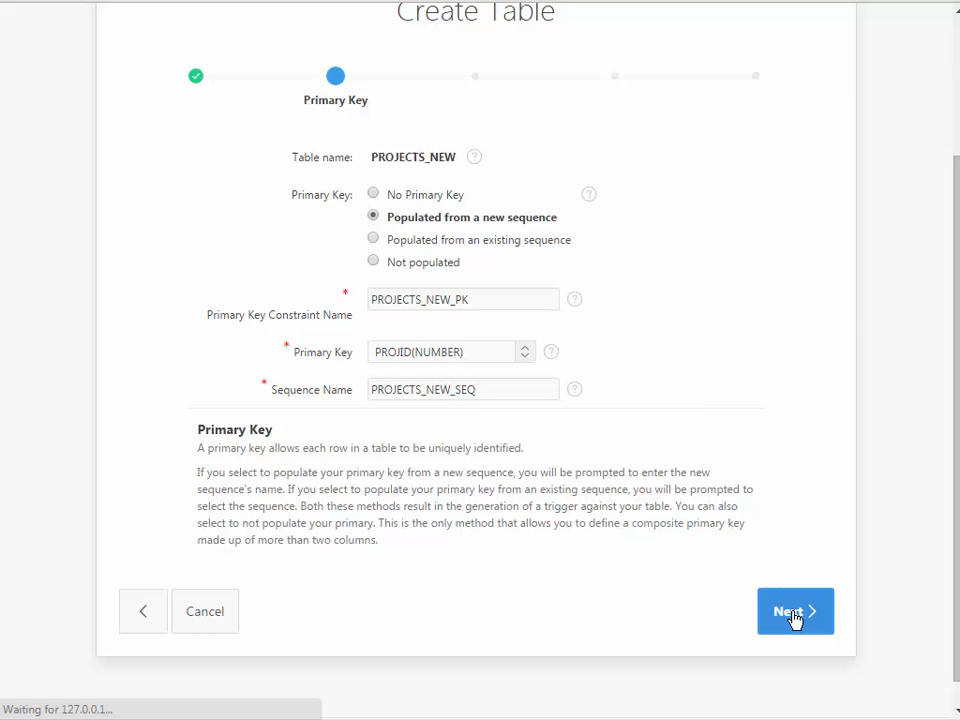 Create Table
Primary Key
Table name: PROJECTS_NEW ?
Primary Key: No Primary Key ?
Populated from a new sequence
Populated from an existing sequence
Not populated
* Primary Key Constraint Name PROJECTS_NEW_PK ?
* Primary Key PROJID(NUMBER) ?
* Sequence Name PROJECTS_NEW_SEQ ?
Primary Key
A primary key allows each row in a table to be uniquely identified.
If you select to populate your primary key from a new sequence, you will be prompted to enter the new
sequence's name. If you select to populate your primary key from an existing sequence, you will be prompted to
select the sequence. Both these methods result in the generation of a trigger against your table. You can also
select to not populate your primary. This is the only method that allows you to define a composite primary key
made up of more than two columns.
Cancel Next
Waiting for 127.0.0.1...